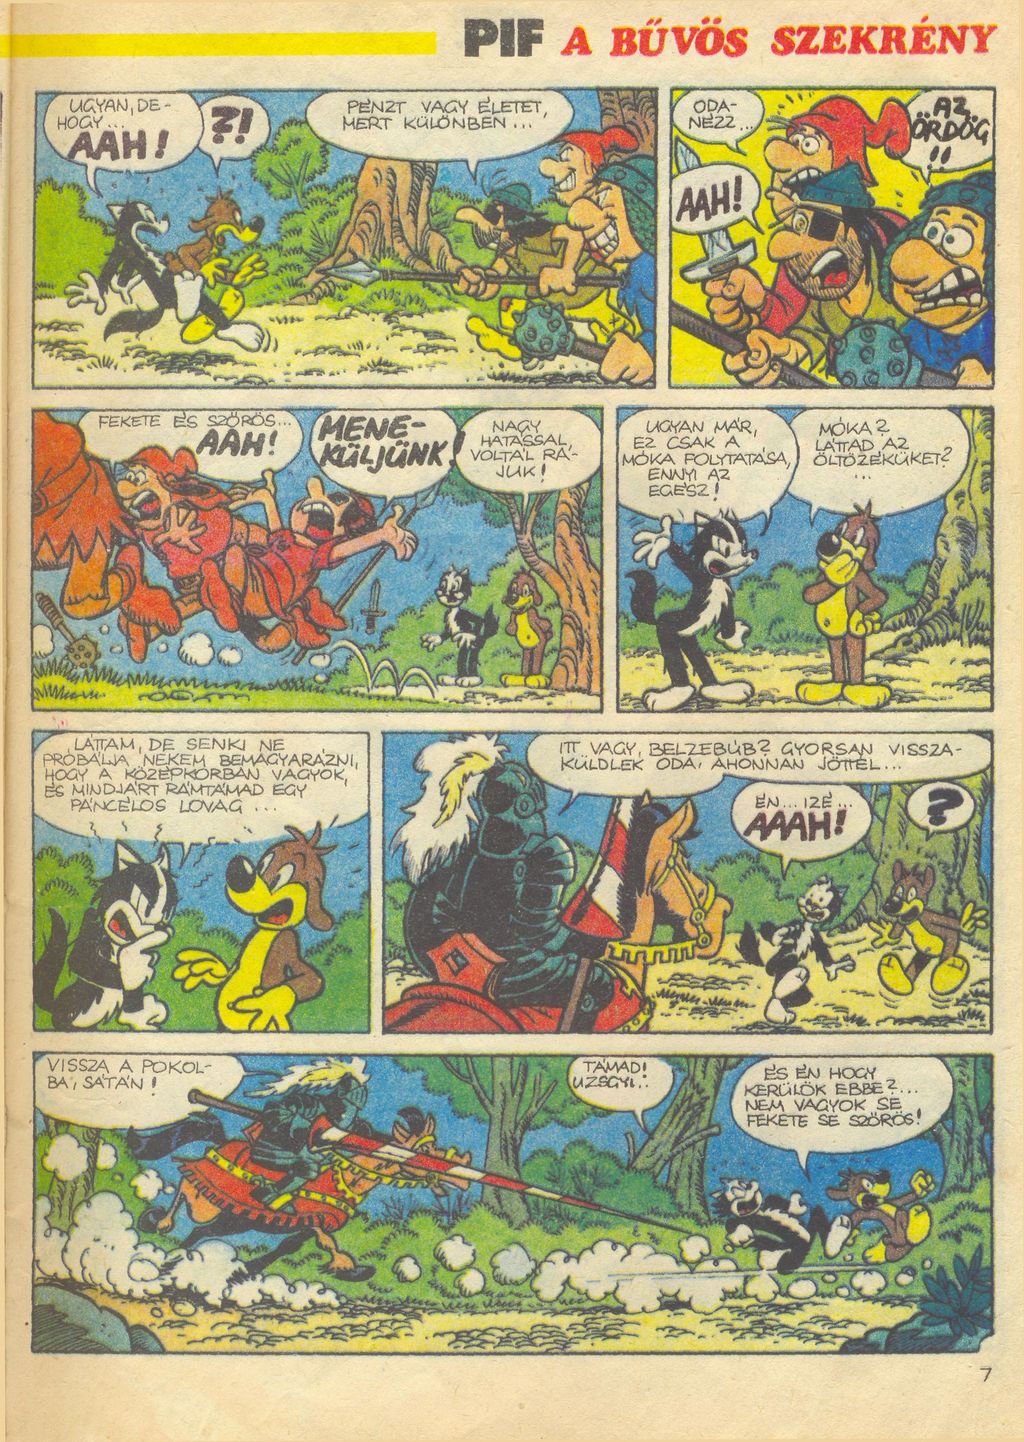 PIF A BŰVÖS SZEKRÉNY
UGYAN, DE-
HOGY...
AAH!
?!
PÉNZT VAGY ÉLETET,
MERT KÜLÖNBEN...
ODA-
NÉZZ...
AAH!
AZ
ÖRDÖG
!!
FEKETE ÉS SZŐRÖS...
AAH!
MENE-
KÜLJÜNK!
NAGY
HATÁSSAL
VOLTÁL RÁ-
JUK!
UGYAN MÁR,
EZ CSAK A
MÓKA FOLYTATÁSA,
ENNYI AZ
EGÉSZ!
MÓKA?
LÁTTAD AZ
ÖLTÖZÉKÜKET?
...
LÁTTAM, DE SENKI NE
PRÓBÁLJA NEKEM BEMAGYARÁZNI,
HOGY A KÖZÉPKORBAN VAGYOK,
ÉS MINDJÁRT RÁMTÁMAD EGY
PÁNCÉLOS LOVAG ...
ITT VAGY, BELZEBÚB? GYORSAN VISSZA-
KÜLDLEK ODA, AHONNAN JÖTTÉL...
ÉN... IZÉ...
AAAH!
?
VISSZA A POKOL-
BA, SÁTÁN!
TÁMAD!
UZSGYI..
ÉS ÉN HOGY
KERÜLÖK EBBE?...
NEM VAGYOK SE
FEKETE SE SZŐRÖS!
7